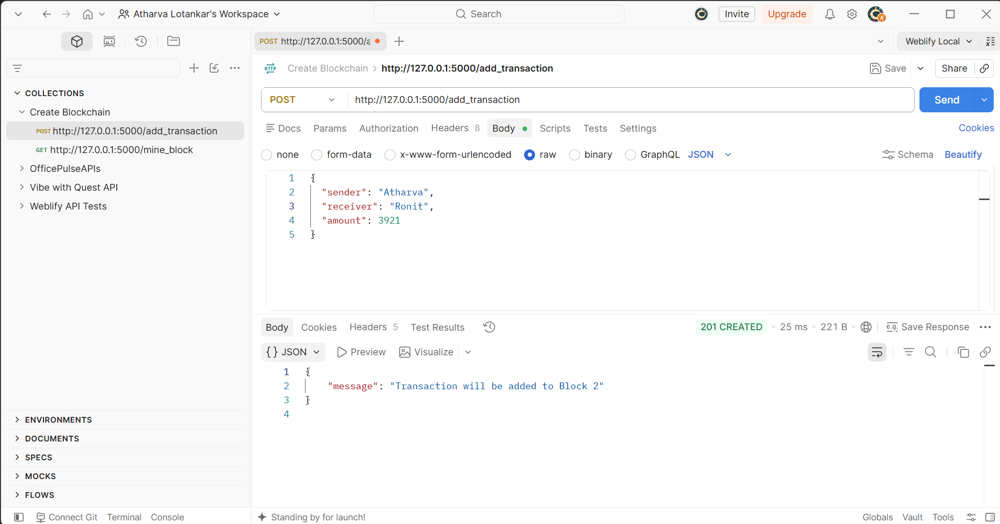 Atharva Lotankar's Workspace
Search
Invite
Upgrade
A
POST http://127.0.0.1:5000/a
Weblify Local
HTTP Create Blockchain > http://127.0.0.1:5000/add_transaction
Save
Share
COLLECTIONS
Create Blockchain
POST http://127.0.0.1:5000/add_transaction
GET http://127.0.0.1:5000/mine_block
OfficePulseAPIs
Vibe with Quest API
Weblify API Tests
ENVIRONMENTS
DOCUMENTS
SPECS
MOCKS
FLOWS
POST http://127.0.0.1:5000/add_transaction Send
Docs Params Authorization Headers 8 Body Scripts Tests Settings Cookies
none form-data x-www-form-urlencoded raw binary GraphQL JSON Schema Beautify
1 {
2 "sender": "Atharva",
3 "receiver": "Ronit",
4 "amount": 3921
5 }
Body Cookies Headers 5 Test Results 201 CREATED • 25 ms • 221 B • e.g. Save Response
{} JSON Preview Visualize
1 {
2 "message": "Transaction will be added to Block 2"
3 }
4
Connect Git Terminal Console Standing by for launch! Globals Vault Tools